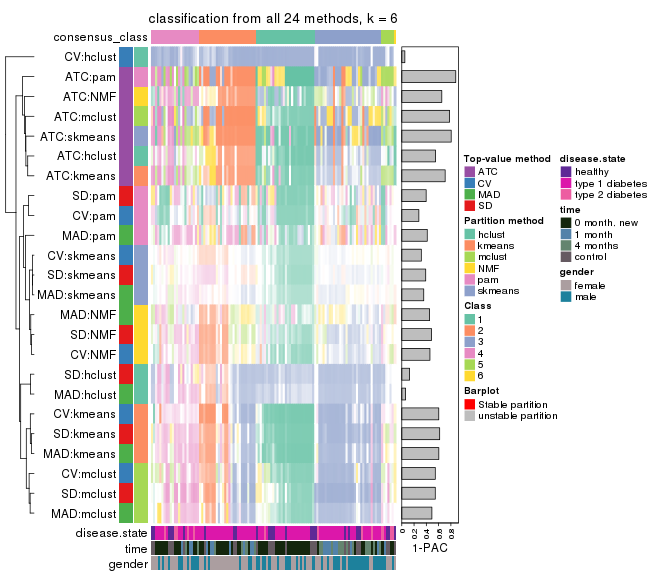 classification from all 24 methods, k = 6
consensus_class
CV:hclust
ATC:pam
ATC:NMF
ATC:mclust
ATC:skmeans
ATC:hclust
ATC:kmeans
SD:pam
CV:pam
MAD:pam
CV:skmeans
SD:skmeans
MAD:skmeans
MAD:NMF
SD:NMF
CV:NMF
SD:hclust
MAD:hclust
CV:kmeans
SD:kmeans
MAD:kmeans
CV:mclust
SD:mclust
MAD:mclust
disease.state
time
gender
0 0.2 0.4 0.6 0.8
1-PAC
Top-value method
ATC
CV
MAD
SD
Partition method
hclust
kmeans
mclust
NMF
pam
skmeans
Class
1
2
3
4
5
6
Barplot
Stable partition
unstable partition
disease.state
healthy
type 1 diabetes
type 2 diabetes
time
0 month. new
1 month
4 months
control
gender
female
male